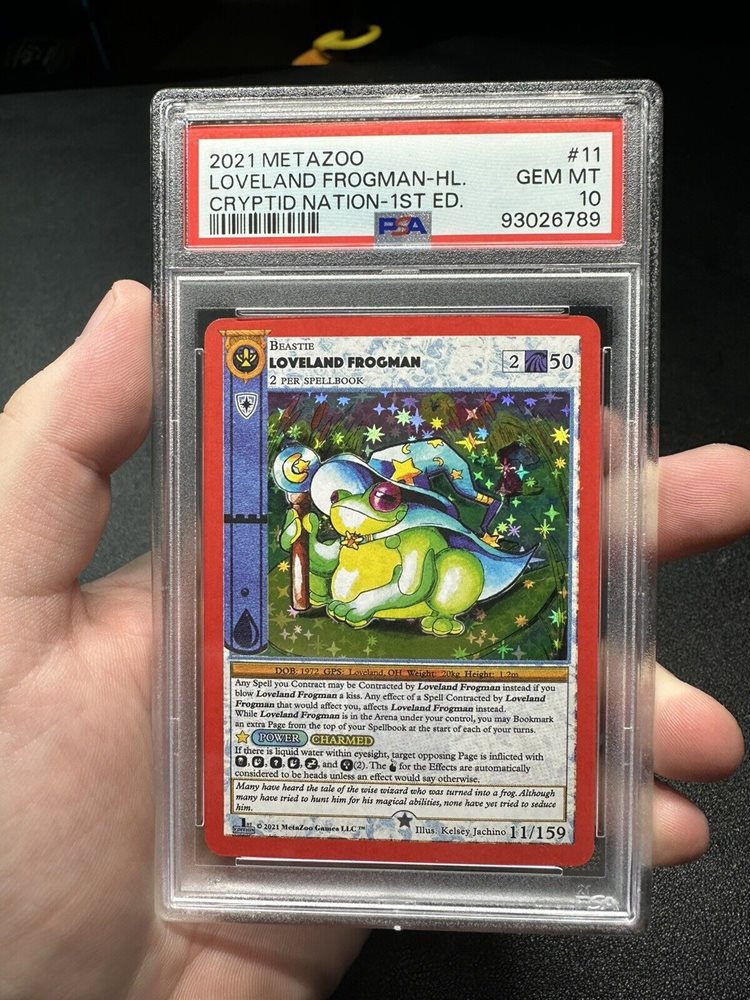 2021 METAZOO #11
LOVELAND FROGMAN-HL. GEM MT
CRYPTID NATION-1ST ED. 10
PSA 93026789
BEASTIE
LOVELAND FROGMAN
2 50
2 PER SPELLBOOK
DOB: 1972 GPS: Loveland, OH Weight: 20kg Height: 1.2m
Any Spell you Contract may be Contracted by Loveland Frogman instead if you
blow Loveland Frogman a kiss. Any effect of a Spell Contracted by Loveland
Frogman that would affect you, affects Loveland Frogman instead.
While Loveland Frogman is in the Arena under your control, you may Bookmark
an extra Page from the top of your Spellbook at the start of each of your turns.
POWER CHARMED
If there is liquid water within eyesight, target opposing Page is inflicted with
, , , , , and (2). The for the Effects are automatically
considered to be heads unless an effect would say otherwise.
Many have heard the tale of the wise wizard who was turned into a frog. Although
many have tried to hunt him for his magical abilities, none have yet tried to seduce
him.
1ST EDITION © 2021 MetaZoo Games LLC™ Illus. Kelsey Jachino 11/159